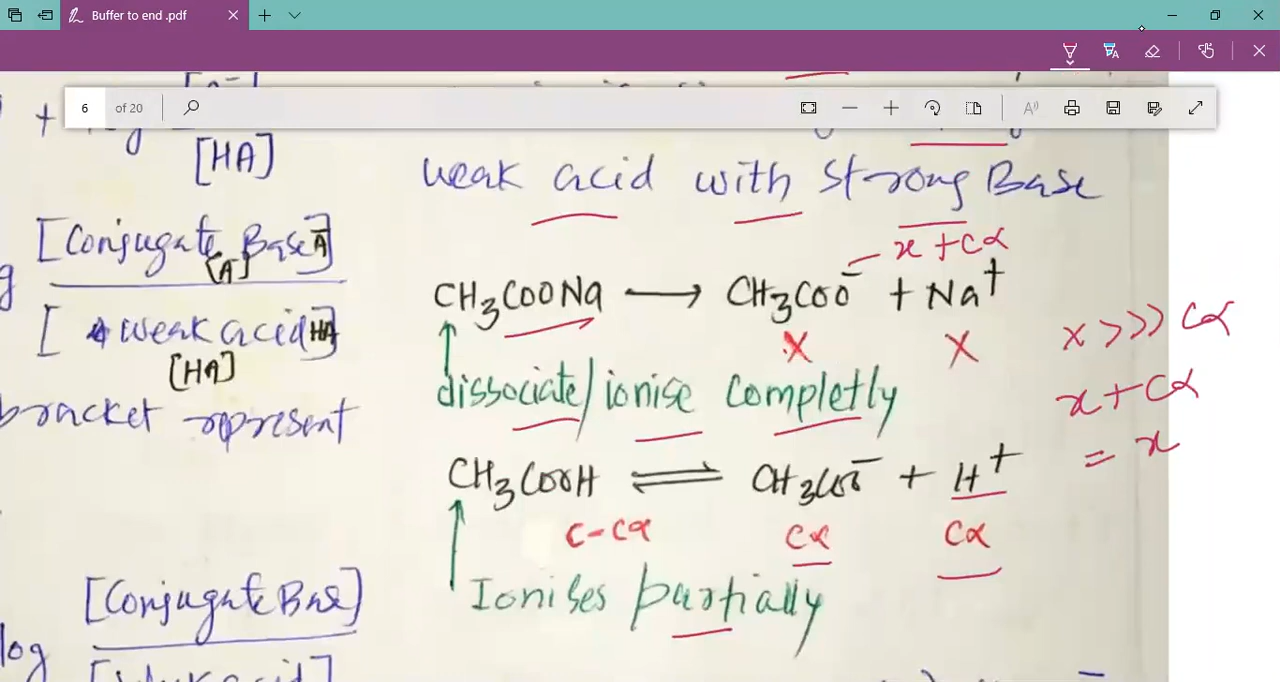 Buffer to end .pdf
6 of 20
+
[HA]
weak acid with Strong Base
[Conjugate Base A-]
[A-]
[weak acid HA]
[HA]
bracket represent
x + Cα
CH3COONa → CH3COO- + Na+
x x
x >>> Cα
dissociate/ionise completly
x + Cα
= x
CH3COOH ⇌ CH3COO- + H+
C-Cα Cα Cα
Ionises partially
log [Conjugate Base]